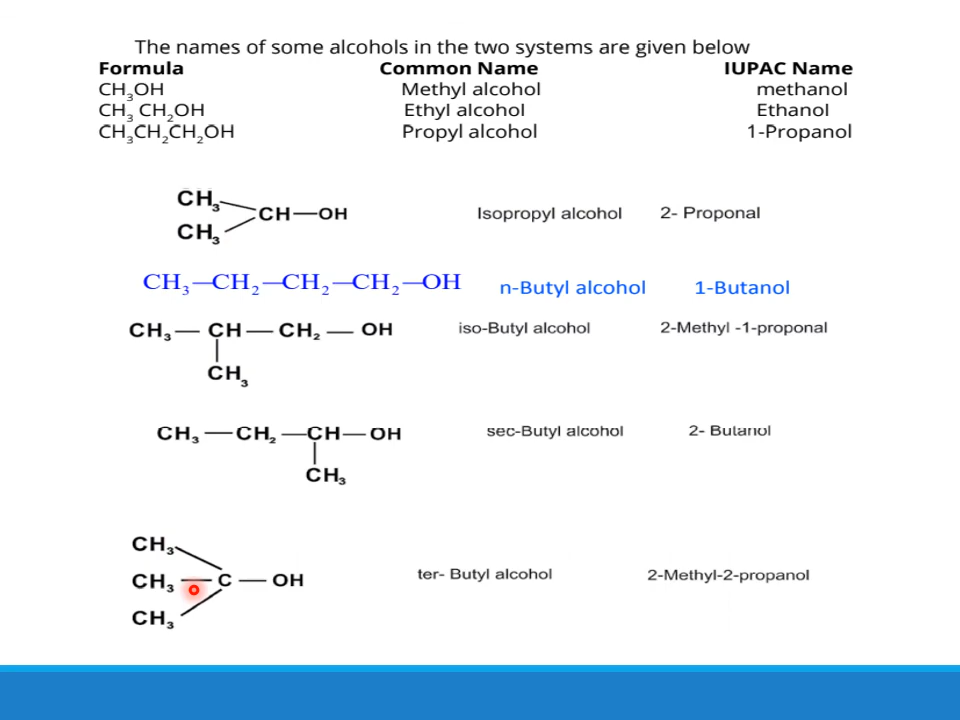 The names of some alcohols in the two systems are given below
Formula Common Name IUPAC Name
CH3OH Methyl alcohol methanol
CH3 CH2OH Ethyl alcohol Ethanol
CH3CH2CH2OH Propyl alcohol 1-Propanol
CH3
CH—OH Isopropyl alcohol 2- Proponal
CH3
CH3—CH2—CH2—CH2—OH n-Butyl alcohol 1-Butanol
CH3— CH — CH2 — OH iso-Butyl alcohol 2-Methyl -1-proponal
CH3
CH3 —CH2 —CH—OH sec-Butyl alcohol 2- Butanol
CH3
CH3
CH3 —C — OH ter- Butyl alcohol 2-Methyl-2-propanol
CH3